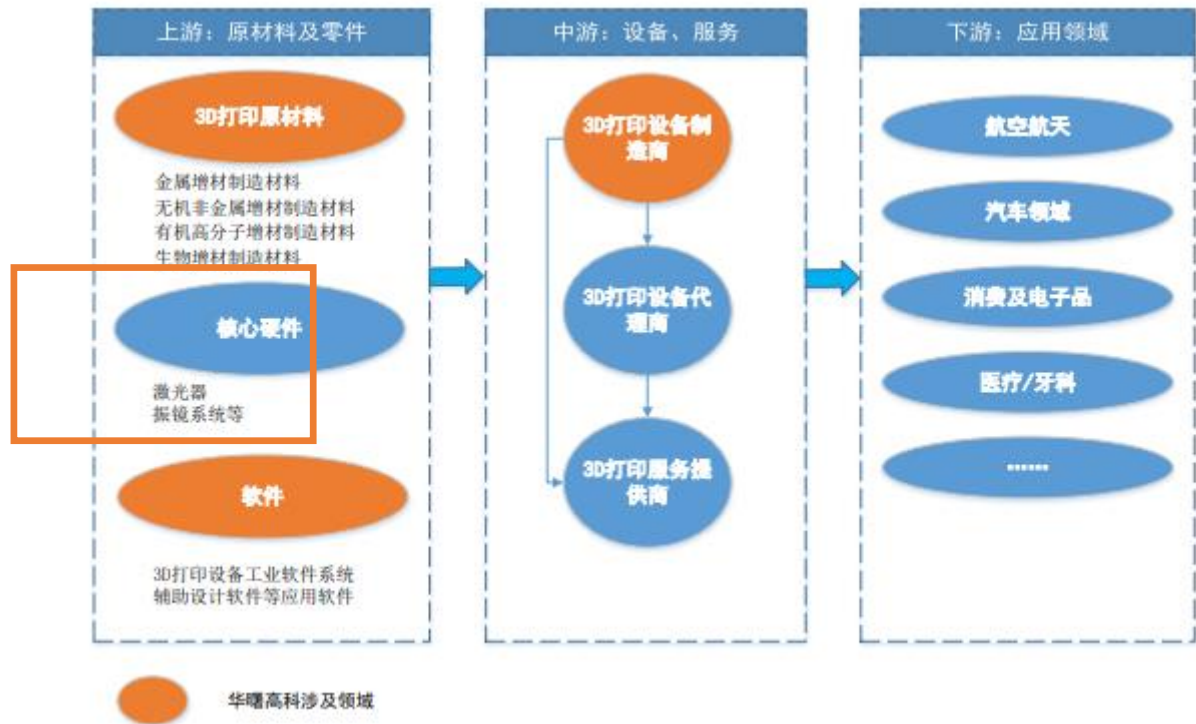 上游：原材料及零件
3D打印原材料
金属增材制造材料
无机非金属增材制造材料
有机高分子增材制造材料
生物增材制造材料
核心硬件
激光器
振镜系统等
软件
3D打印设备工业软件系统
辅助设计软件等应用软件
中游：设备、服务
3D打印设备制
造商
3D打印设备代
理商
3D打印服务提
供商
下游：应用领域
航空航天
汽车领域
消费及电子品
医疗/牙科
……
华曙高科涉及领域